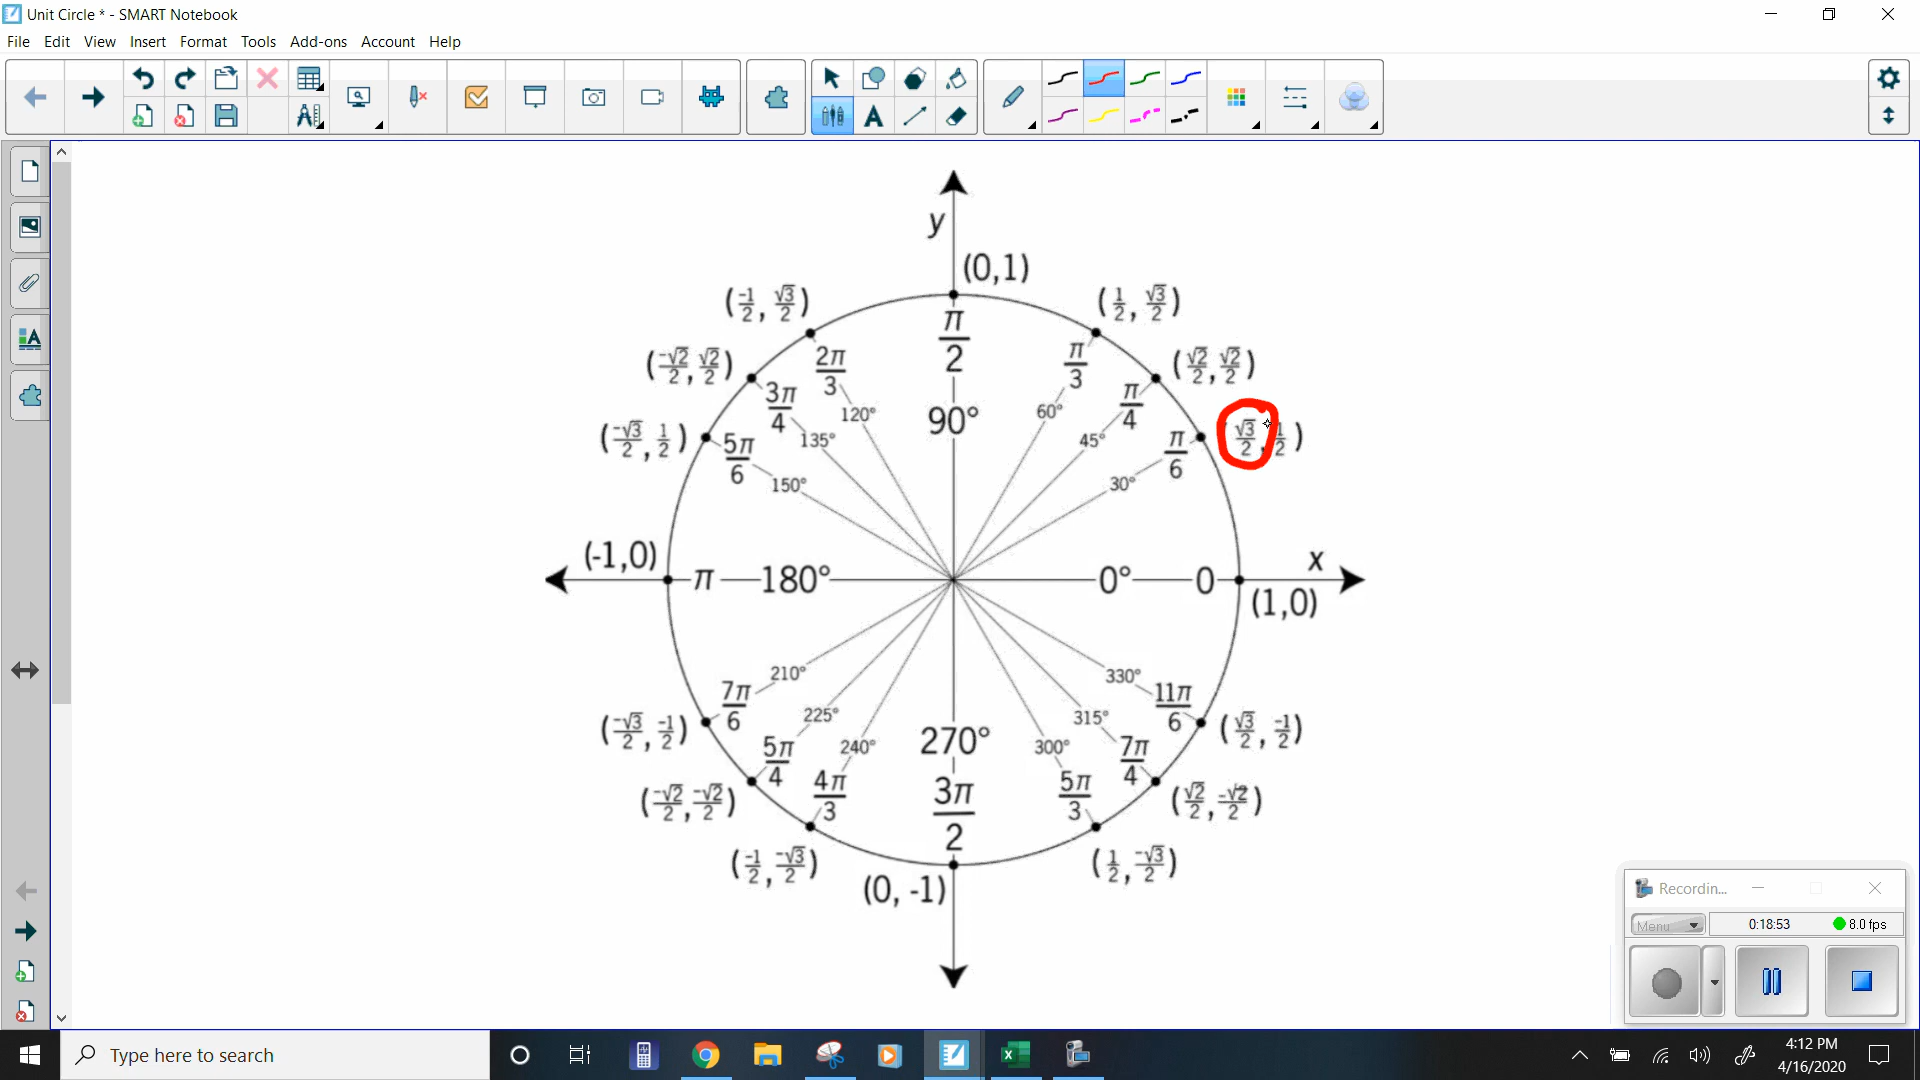 Unit Circle * - SMART Notebook
File Edit View Insert Format Tools Add-ons Account Help
A
y
(0,1)
(-1/2, √3/2)
(1/2, √3/2)
π/2
(-√2/2, √2/2)
2π/3
π/3
(√2/2, √2/2)
3π/4
π/4
120°
90°
60°
(-√3/2, 1/2)
5π/6
135°
45°
π/6
(√3/2, 1/2)
150°
30°
(-1,0)
x
π
180°
0°
0
(1,0)
210°
330°
7π/6
225°
315°
11π/6
(-√3/2, -1/2)
(√3/2, -1/2)
5π/4
240°
270°
300°
7π/4
(-√2/2, -√2/2)
4π/3
3π/2
5π/3
(√2/2, -√2/2)
(-1/2, -√3/2)
(1/2, -√3/2)
(0, -1)
Recordin...
Menu
0:18:53
8.0 fps
Type here to search
4:12 PM
4/16/2020